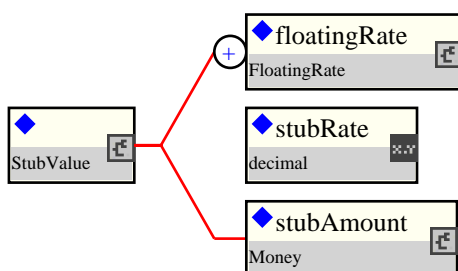 floatingRate
+
FloatingRate
StubValue
stubRate
X.Y
decimal
stubAmount
Money